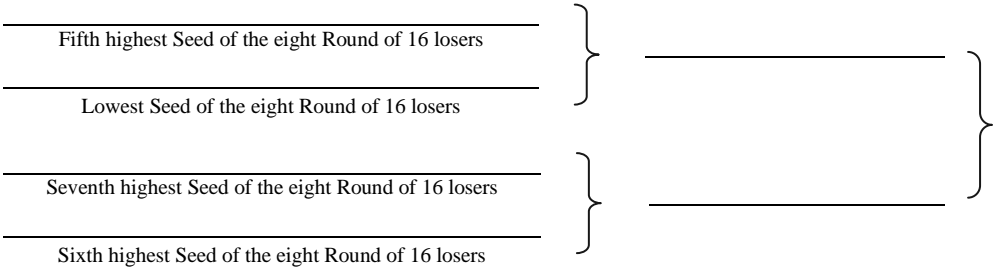 Fifth highest Seed of the eight Round of 16 losers
Lowest Seed of the eight Round of 16 losers
Seventh highest Seed of the eight Round of 16 losers
Sixth highest Seed of the eight Round of 16 losers